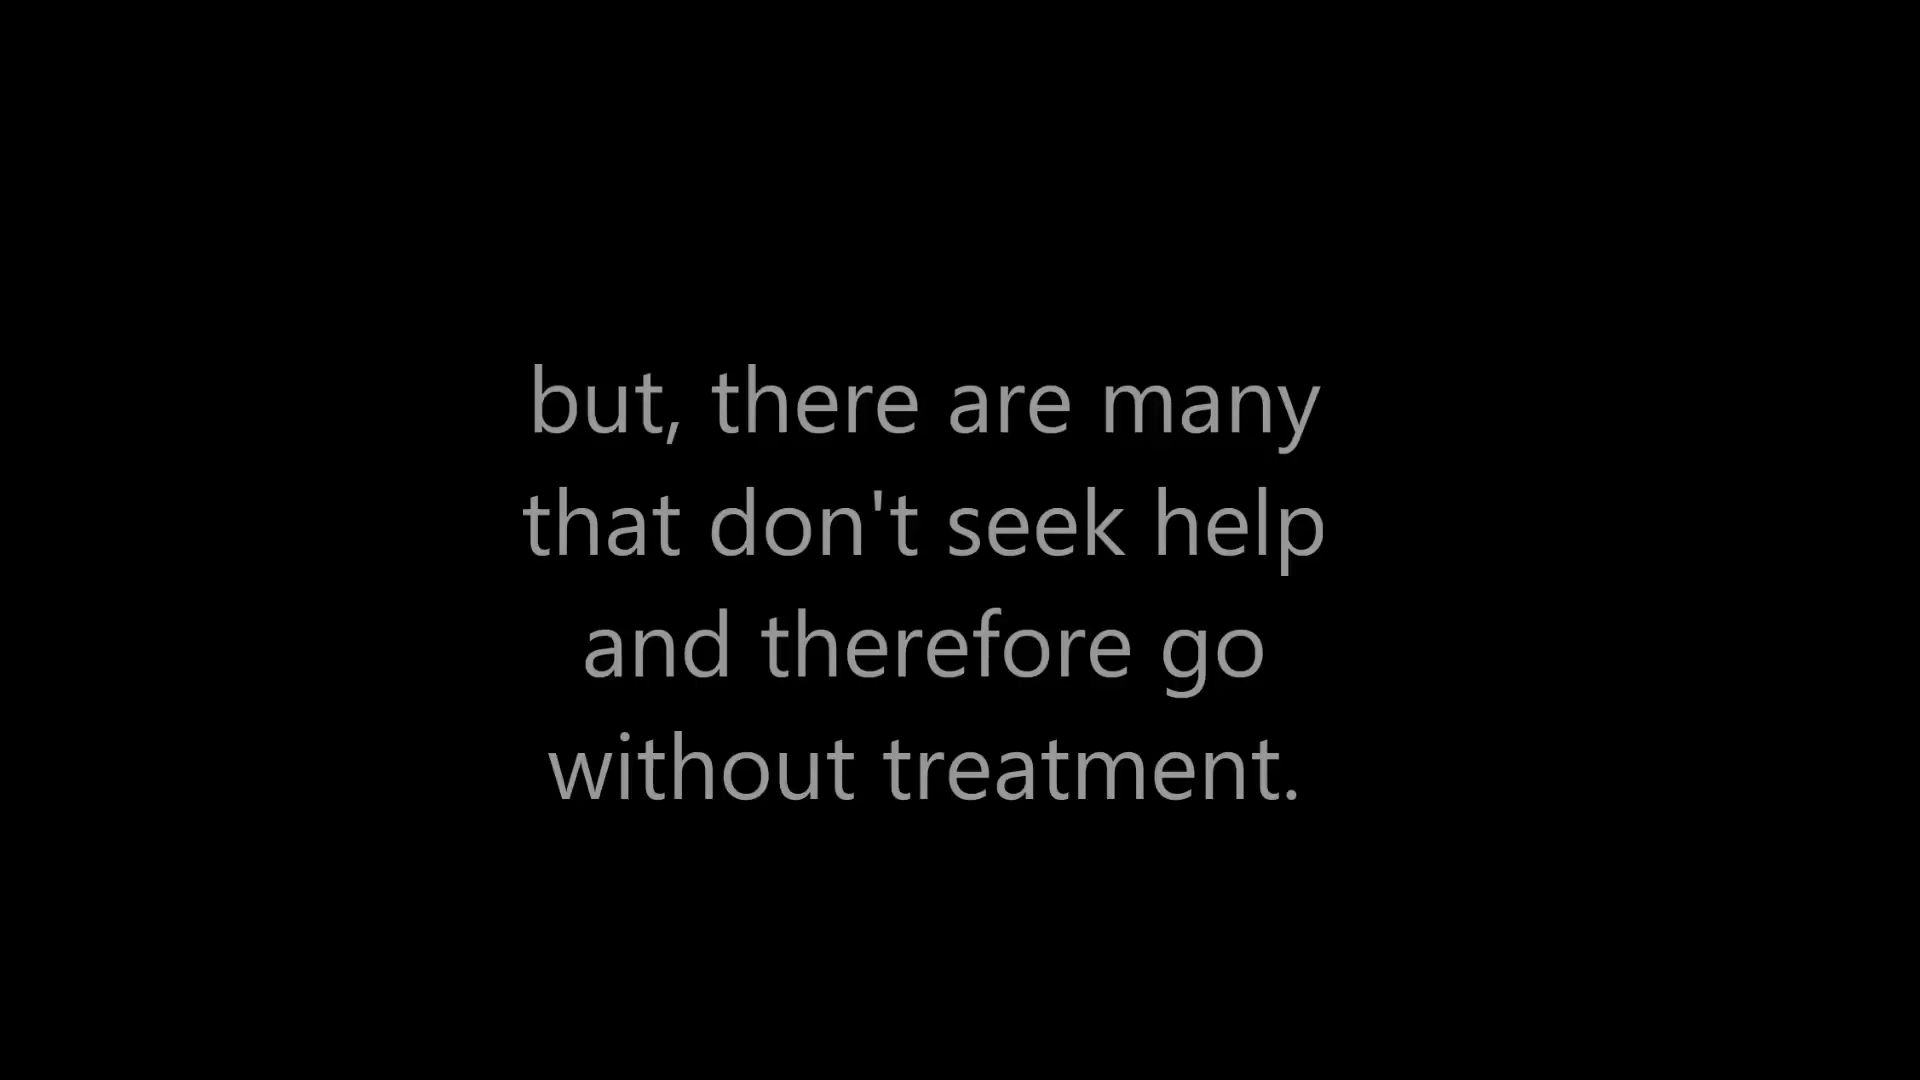 but, there are many
that don't seek help
and therefore go
without treatment.